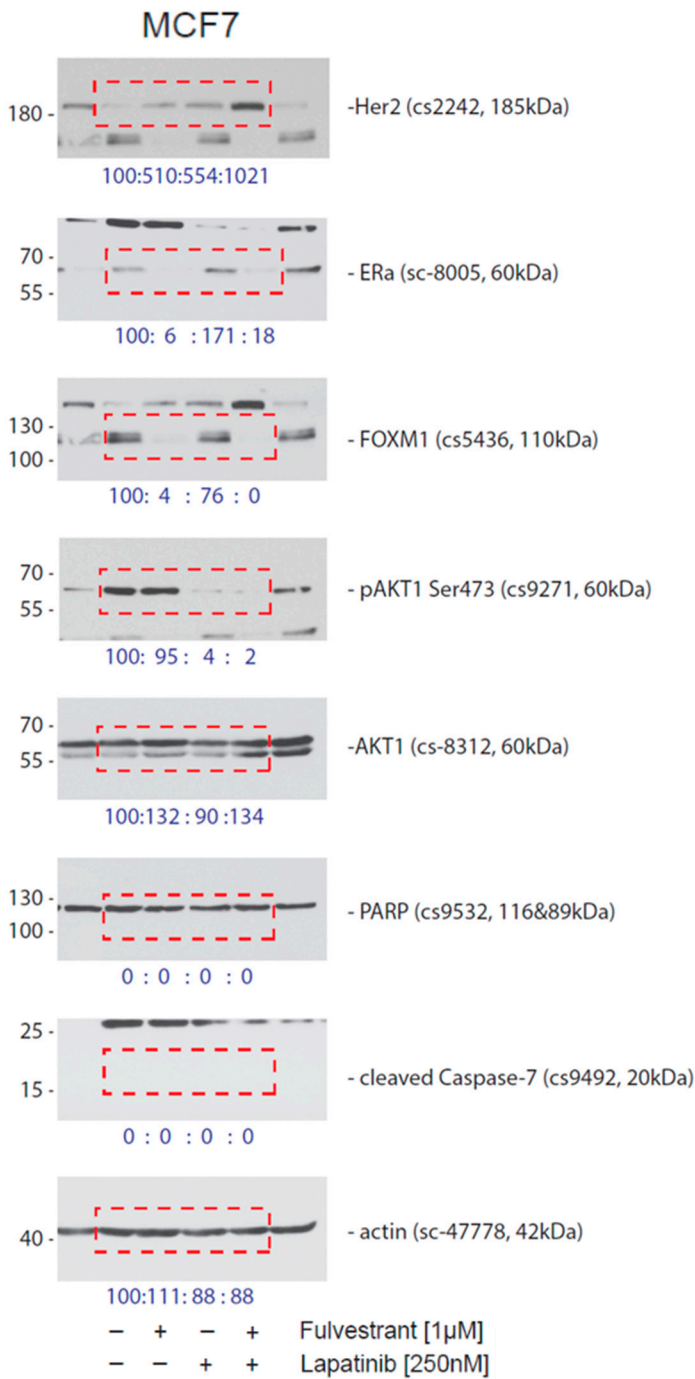 MCF7
180 -
-Her2 (cs2242, 185kDa)
100:510:554:1021
70 -
55 -
- ERa (sc-8005, 60kDa)
100: 6 : 171 : 18
130 -
100 -
- FOXM1 (cs5436, 110kDa)
100: 4 : 76 : 0
70 -
55 -
- pAKT1 Ser473 (cs9271, 60kDa)
100: 95 : 4 : 2
70 -
55 -
-AKT1 (cs-8312, 60kDa)
100:132 : 90 :134
130 -
100 -
- PARP (cs9532, 116&89kDa)
0 : 0 : 0 : 0
25 -
15 -
- cleaved Caspase-7 (cs9492, 20kDa)
0 : 0 : 0 : 0
40 -
- actin (sc-47778, 42kDa)
100:111: 88 : 88
– + – + Fulvestrant [1µM]
– – + + Lapatinib [250nM]